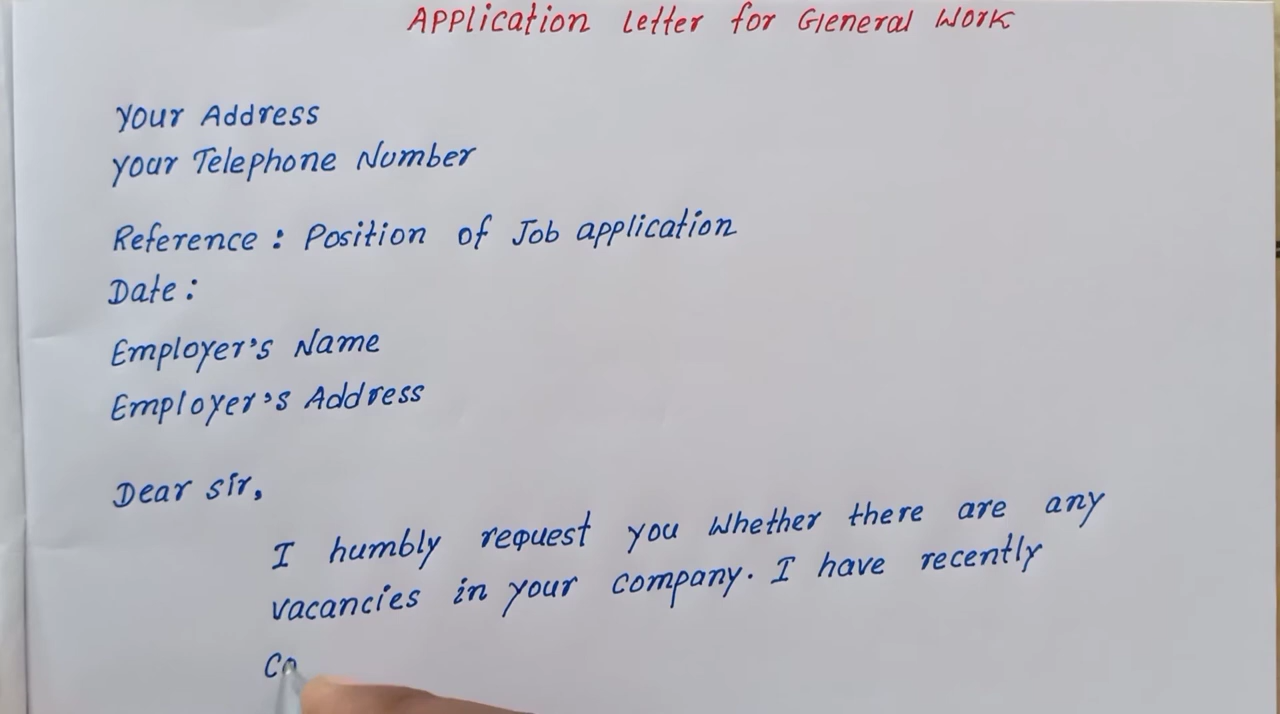 Application Letter for General Work
Your Address
Your Telephone Number
Reference : Position of Job application
Date :
Employer's Name
Employer's Address
Dear sir,
I humbly request you whether there are any
vacancies in your company. I have recently
Co